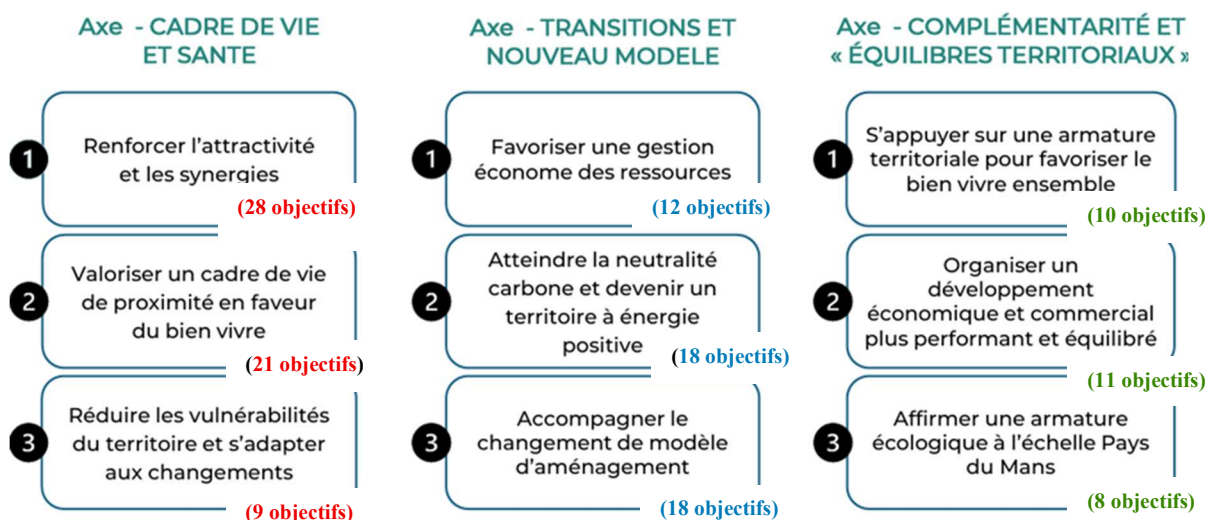 Axe - CADRE DE VIE
ET SANTE
1
Renforcer l'attractivité
et les synergies
(28 objectifs)
2
Valoriser un cadre de vie
de proximité en faveur
du bien vivre
(21 objectifs)
3
Réduire les vulnérabilités
du territoire et s'adapter
aux changements
(9 objectifs)
Axe - TRANSITIONS ET
NOUVEAU MODELE
1
Favoriser une gestion
économe des ressources
(12 objectifs)
2
Atteindre la neutralité
carbone et devenir un
territoire à énergie
positive
(18 objectifs)
3
Accompagner le
changement de modèle
d'aménagement
(18 objectifs)
Axe - COMPLÉMENTARITÉ ET
« ÉQUILIBRES TERRITORIAUX »
1
S'appuyer sur une armature
territoriale pour favoriser le
bien vivre ensemble
(10 objectifs)
2
Organiser un
développement
économique et commercial
plus performant et équilibré
(11 objectifs)
3
Affirmer une armature
écologique à l'échelle Pays
du Mans
(8 objectifs)